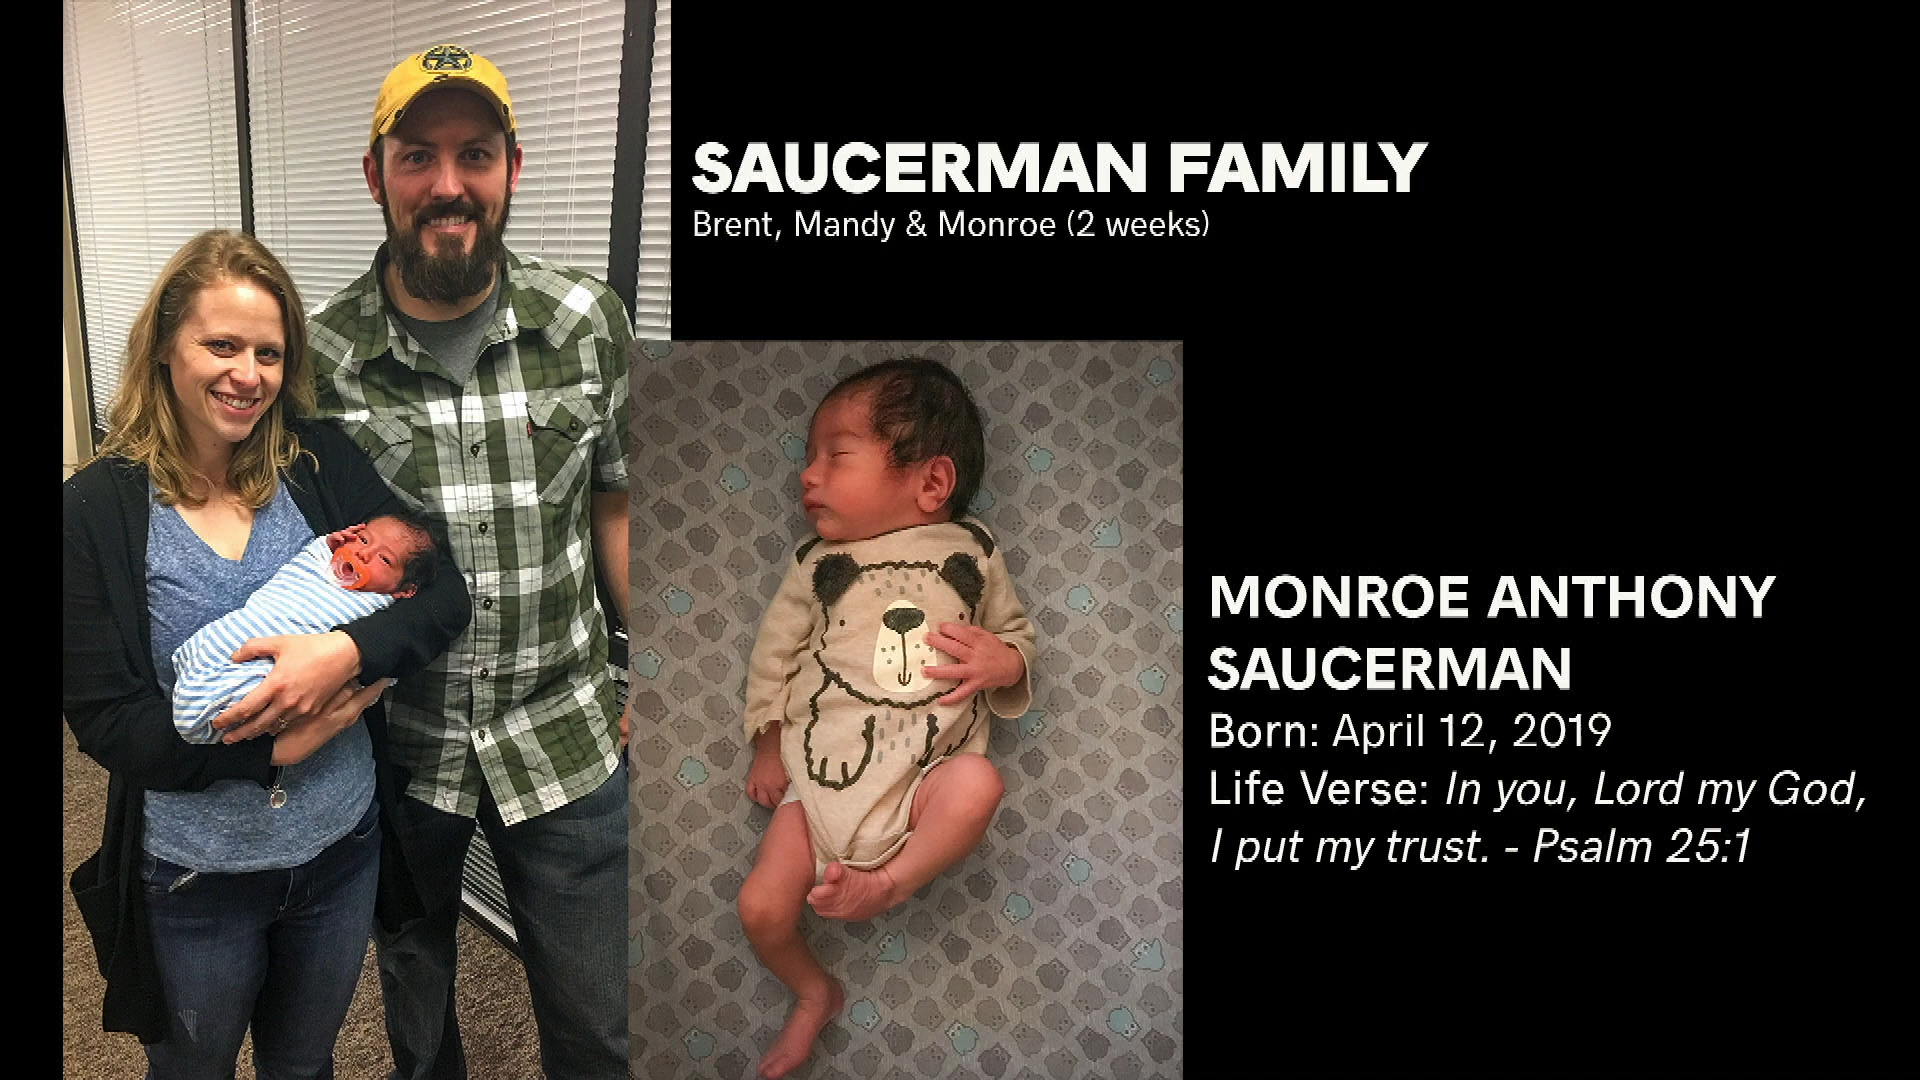 SAUCERMAN FAMILY
Brent, Mandy & Monroe (2 weeks)
MONROE ANTHONY
SAUCERMAN
Born: April 12, 2019
Life Verse: In you, Lord my God,
I put my trust. - Psalm 25:1